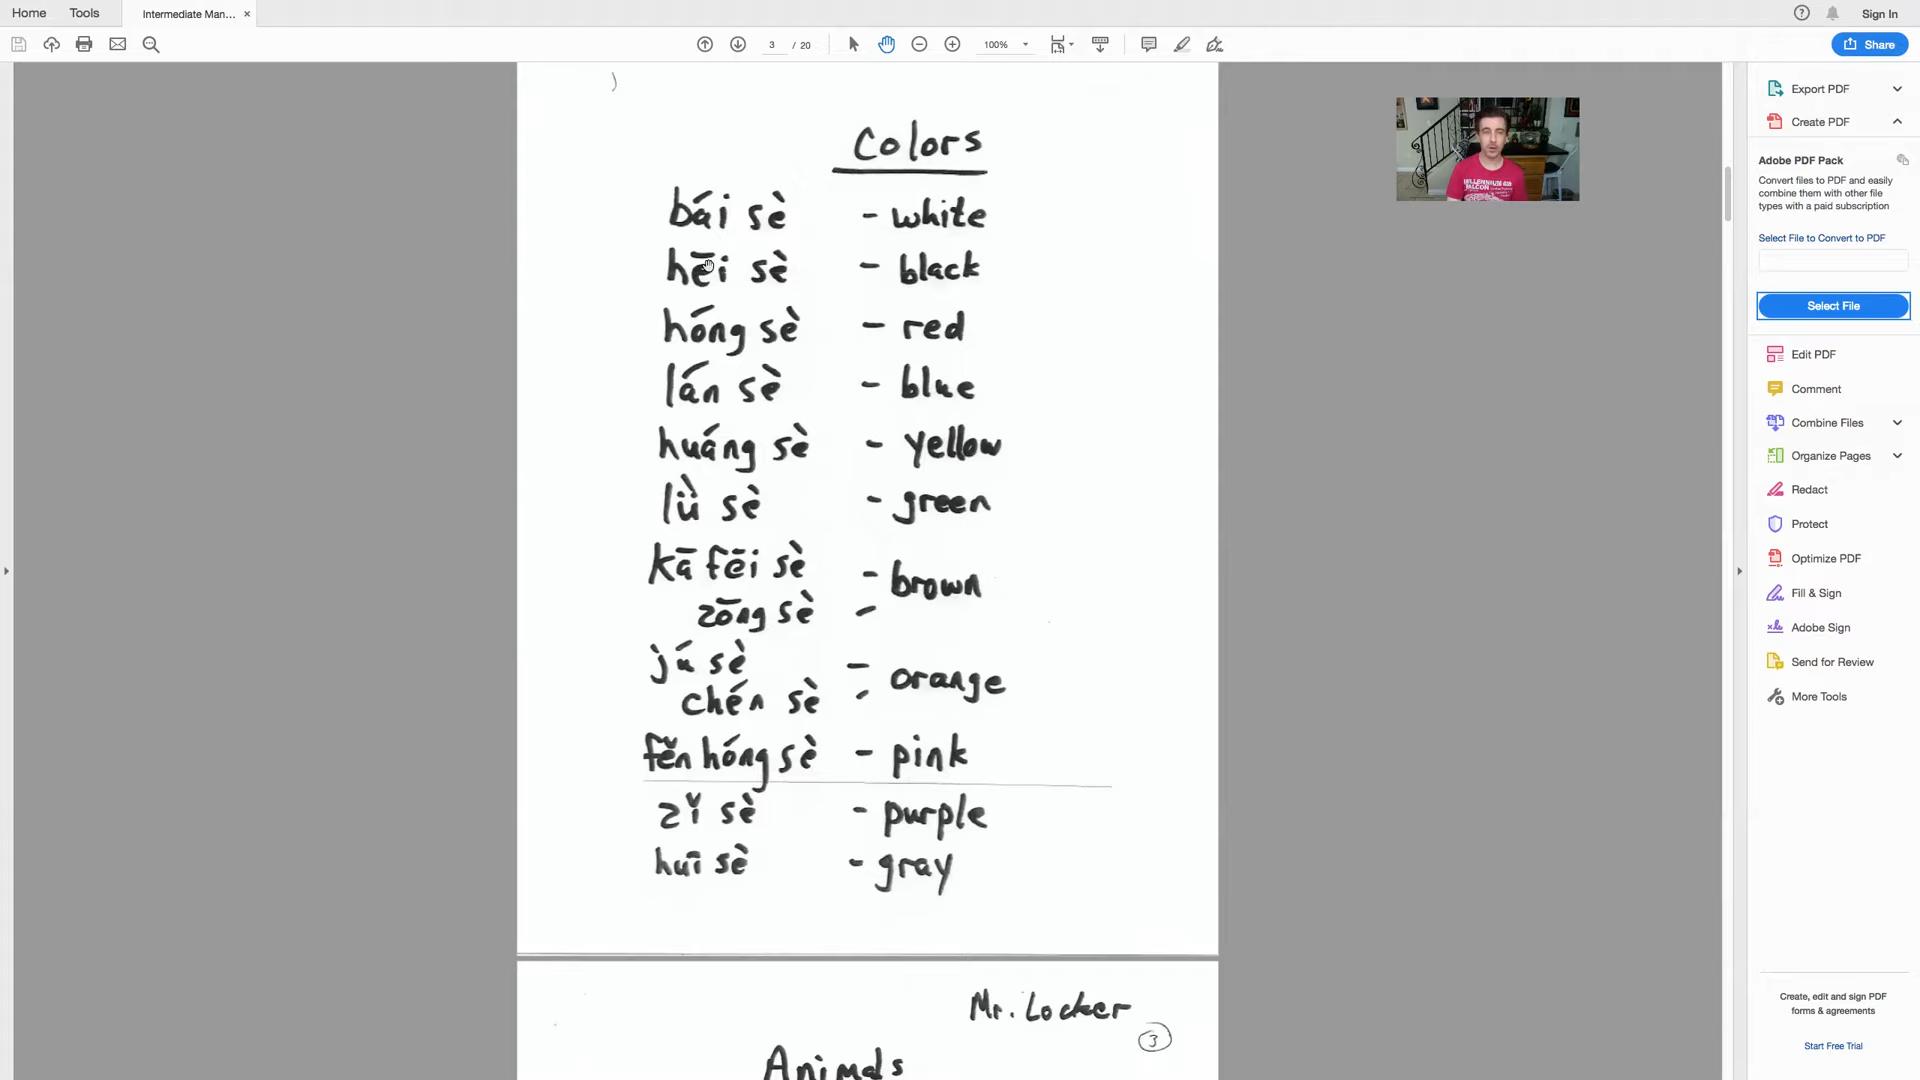 Home Tools Intermediate Man... × Sign In
3 / 20 100% Share
Colors
bái sè - white
hēi sè - black
hóng sè - red
lán sè - blue
huáng sè - yellow
lǜ sè - green
kā fēi sè - brown
zōng sè -
jú sè - orange
chén sè -
fěn hóng sè - pink
zǐ sè - purple
huī sè - gray
Mr. Locker
3
Animals
MILLENNIUM
FALCON
Export PDF
Create PDF
Adobe PDF Pack
Convert files to PDF and easily
combine them with other file
types with a paid subscription
Select File to Convert to PDF
Select File
Edit PDF
Comment
Combine Files
Organize Pages
Redact
Protect
Optimize PDF
Fill & Sign
Adobe Sign
Send for Review
More Tools
Create, edit and sign PDF
forms & agreements
Start Free Trial